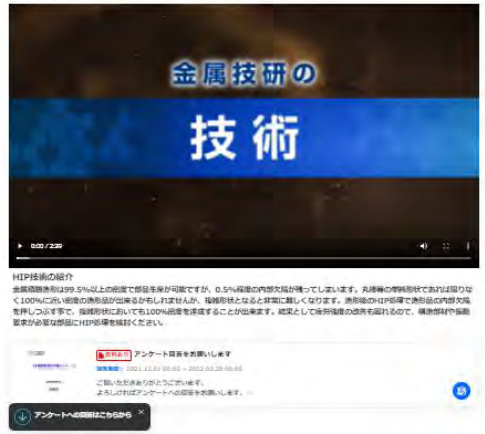 金属技研の
技術
0:00 / 2:39
HIP技術の紹介
金属積層造形は99.5%以上の密度で部品生産が可能ですが、0.5%程度の内部欠陥が残ってしまいます。丸棒等の単純形状であれば限りな
く100%に近い密度の造形品が出来るかもしれませんが、複雑形状となると非常に難しくなります。造形後のHIP処理で造形品の内部欠陥
を押しつぶす事で、複雑形状においても100%密度を達成することが出来ます。結果として疲労強度の改善も図れるので、構造部材や振動
要求が必要な部品にHIP処理を検討ください。
資料あり アンケート回答をお願いします
2021.12.01 00:00 ~ 2022.03.20 00:00
ご覧いただきありがとうございます。
よろしければアンケートへの回答をお願いします。
アンケートへの回答はこちらから ×